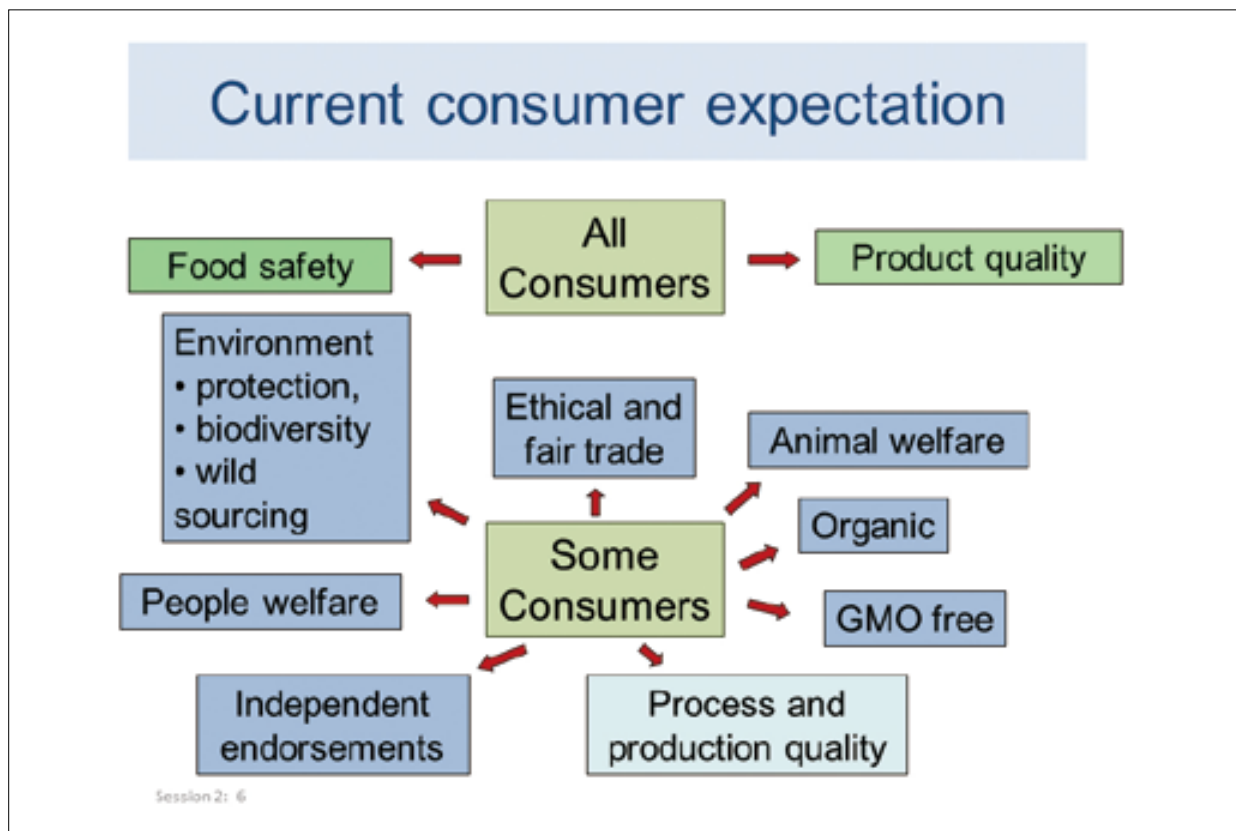 Current consumer expectation
All
Consumers
Food safety
Product quality
Environment
• protection,
• biodiversity
• wild
sourcing
Ethical and
fair trade
Animal welfare
Organic
Some
Consumers
People welfare
GMO free
Independent
endorsements
Process and
production quality
Session 2: 6